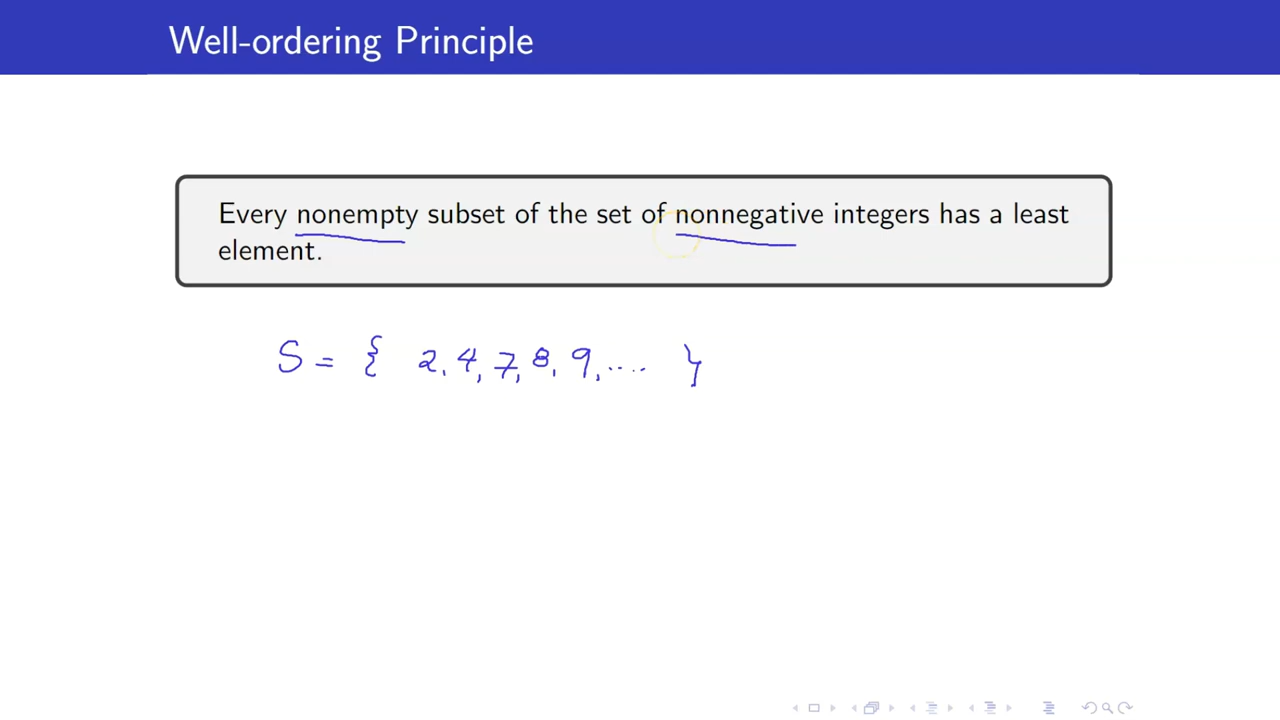 Well-ordering Principle
Every nonempty subset of the set of nonnegative integers has a least
element.
S = { 2, 4, 7, 8, 9, .... }